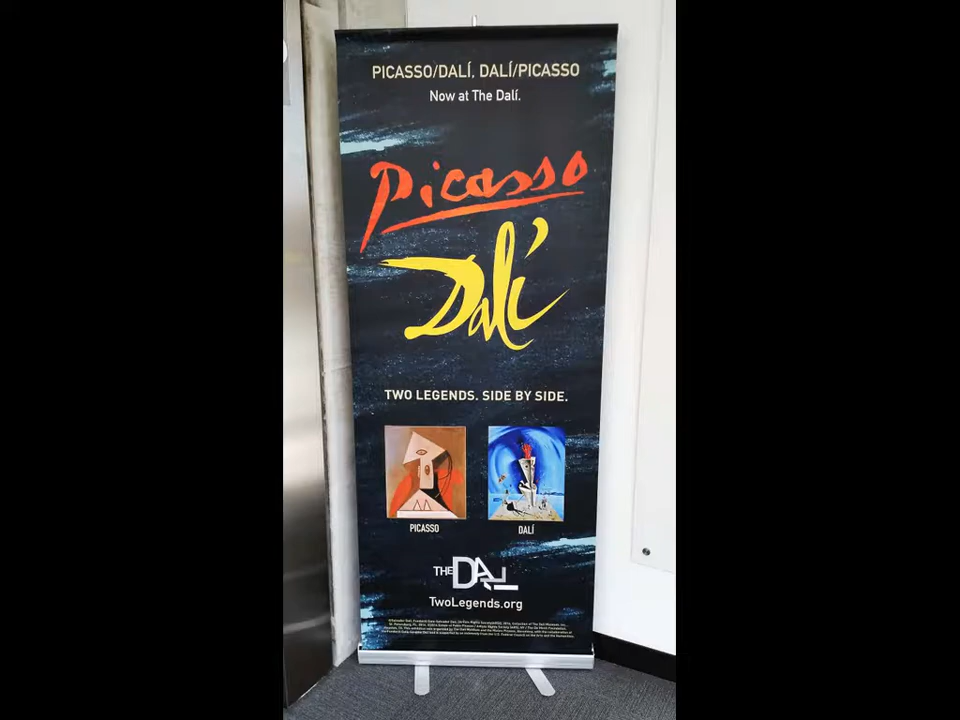 PICASSO/DALÍ, DALÍ/PICASSO
Now at The Dalí.
Picasso
Dalí
TWO LEGENDS. SIDE BY SIDE.
PICASSO DALÍ
THE DALÍ
TwoLegends.org